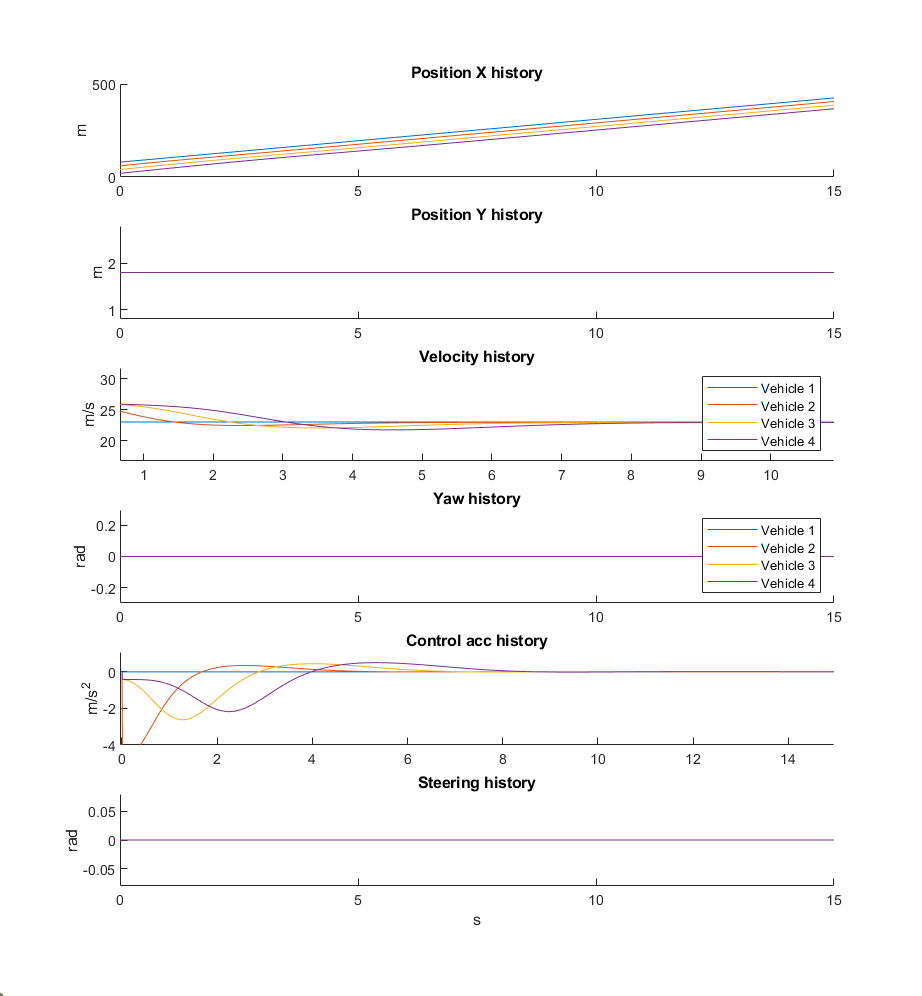 Position X history
500
m
0
0 5 10 15
Position Y history
2
m
1
0 5 10 15
Velocity history
30
25
m/s
20
Vehicle 1
Vehicle 2
Vehicle 3
Vehicle 4
1 2 3 4 5 6 7 8 9 10
Yaw history
0.2
0
rad
-0.2
Vehicle 1
Vehicle 2
Vehicle 3
Vehicle 4
0 5 10 15
Control acc history
0
m/s²
-2
-4
0 2 4 6 8 10 12 14
Steering history
0.05
0
rad
-0.05
0 5 10 15
s